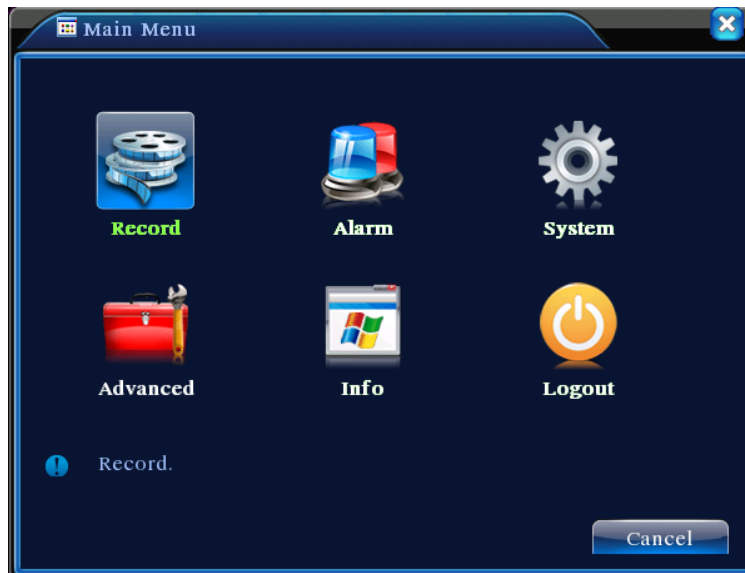 Main Menu
Record
Alarm
System
Advanced
Info
Logout
Record.
Cancel